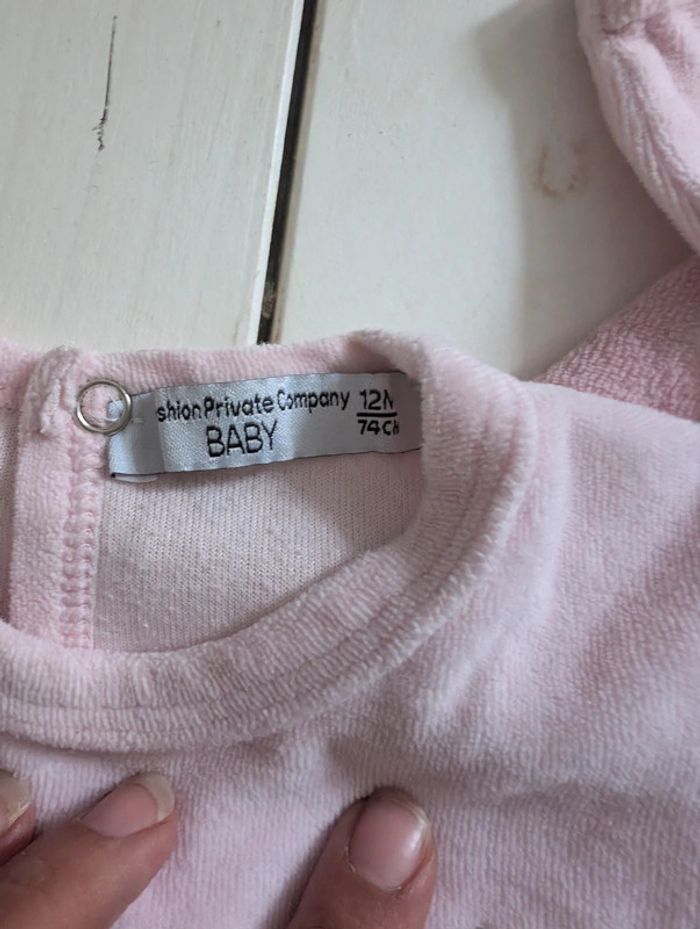 shion Private Company
BABY
12M
74CM